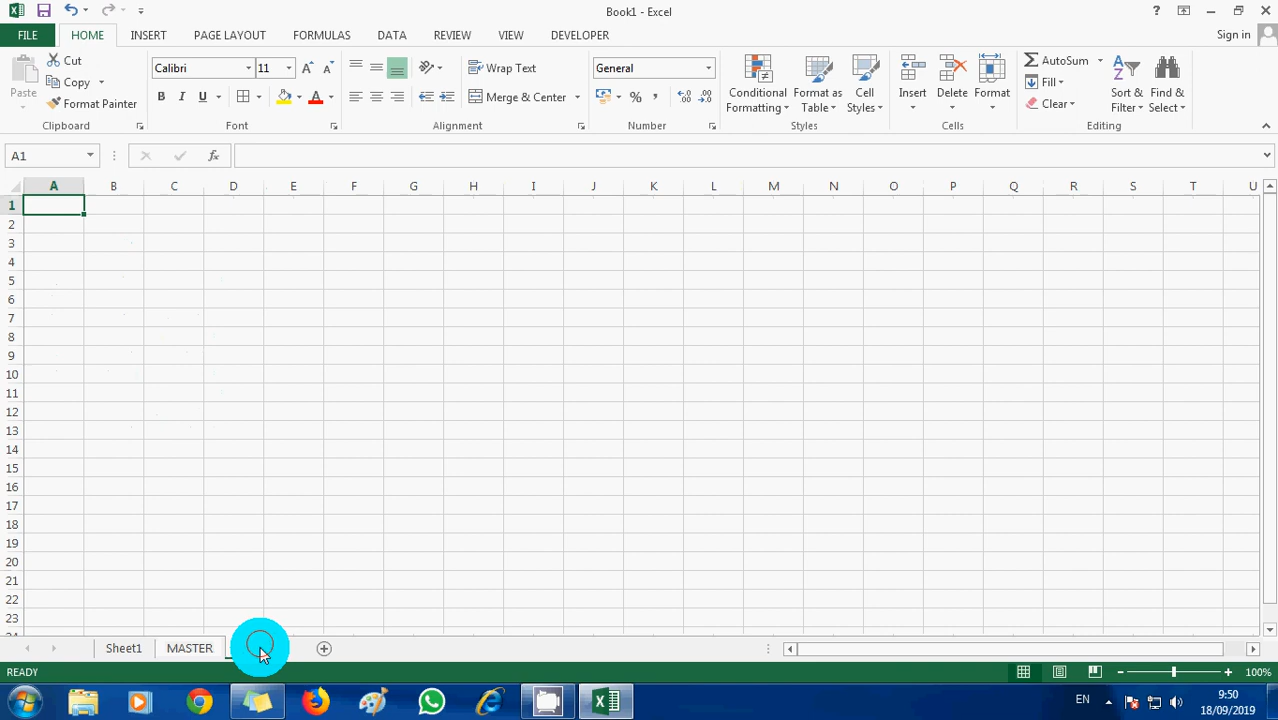 Book1 - Excel
?
FILE
HOME
INSERT
PAGE LAYOUT
FORMULAS
DATA
REVIEW
VIEW
DEVELOPER
Sign in
Paste
Cut
Copy
Format Painter
Clipboard
Calibri
11
A A
B I U
A
Font
Wrap Text
Merge & Center
Alignment
General
%
Number
Conditional Formatting
Format as Table
Cell Styles
Styles
Insert
Delete
Format
Cells
AutoSum
Fill
Clear
Sort & Filter
Find & Select
Editing
A1
fx
A B C D E F G H I J K L M N O P Q R S T U
1
2
3
4
5
6
7
8
9
10
11
12
13
14
15
16
17
18
19
20
21
22
23
Sheet1
MASTER
READY
100%
EN
9:50
18/09/2019